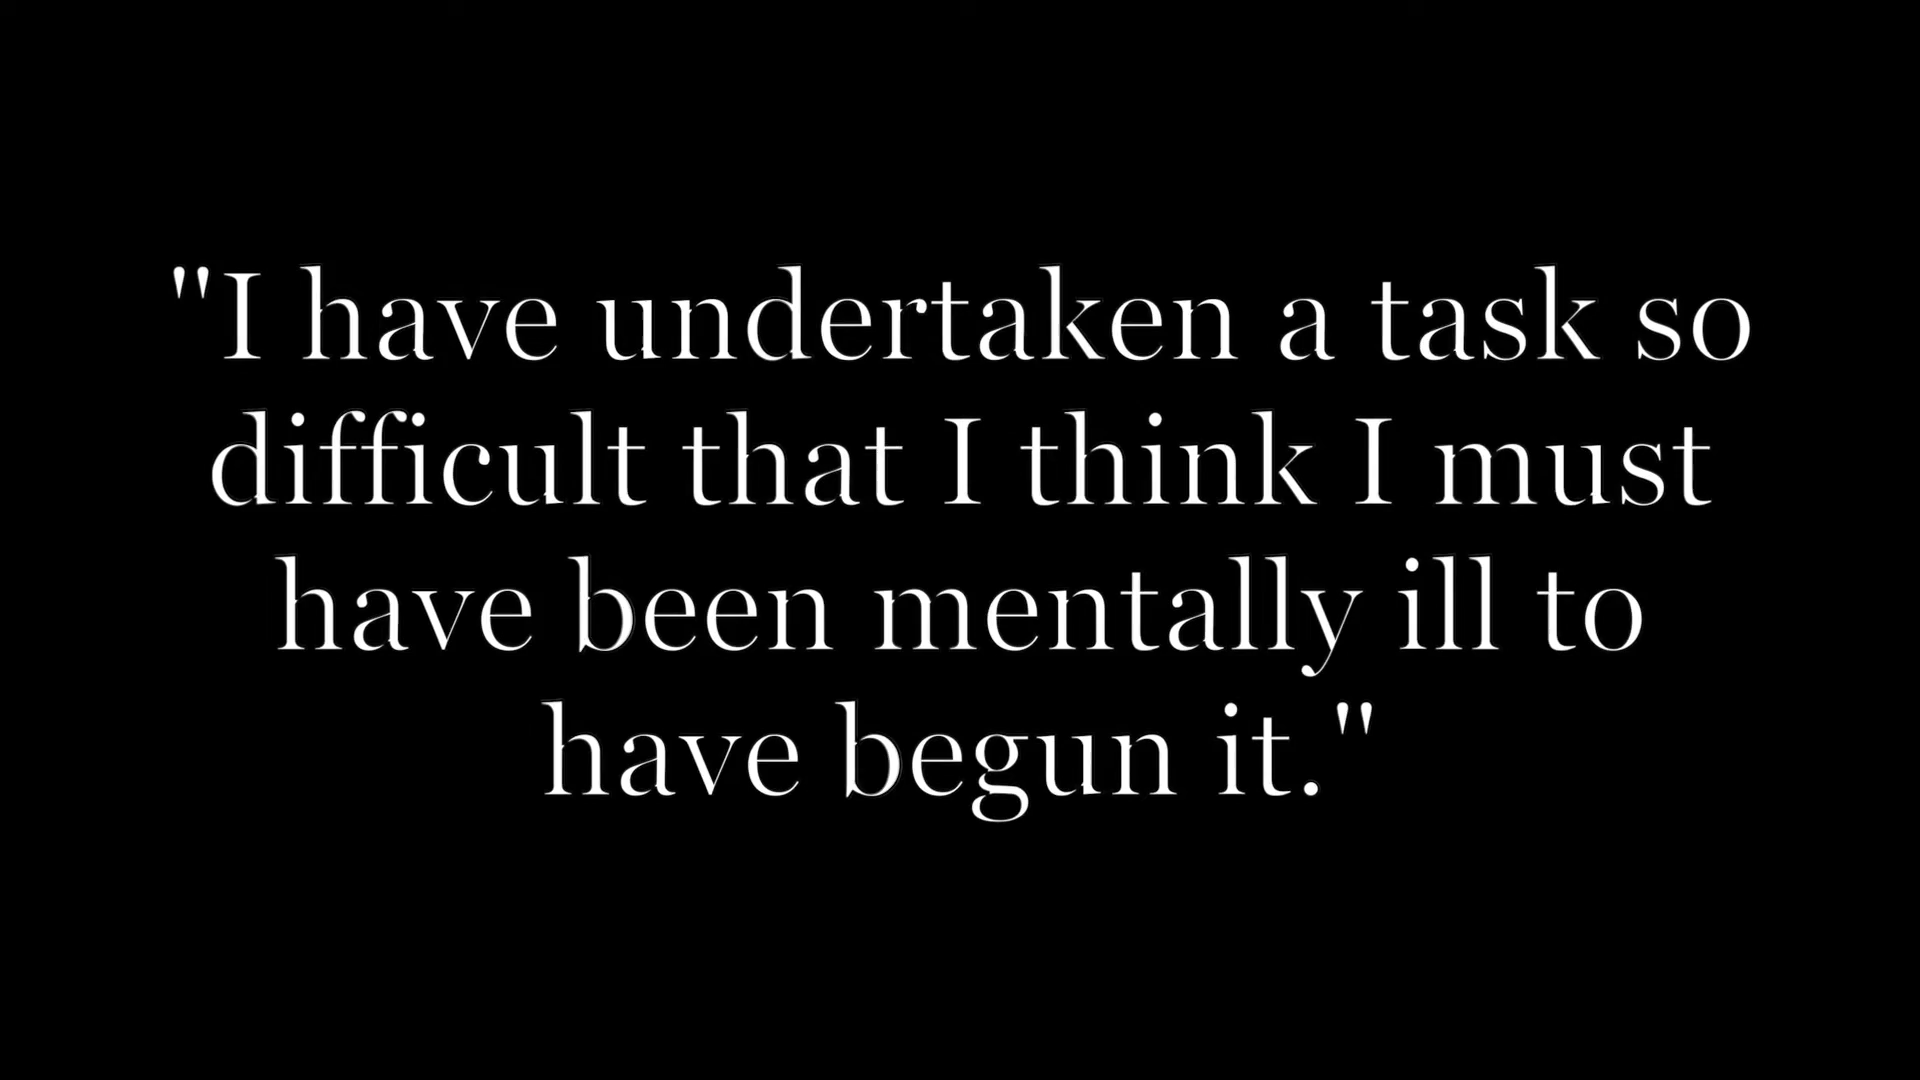 "I have undertaken a task so
difficult that I think I must
have been mentally ill to
have begun it."